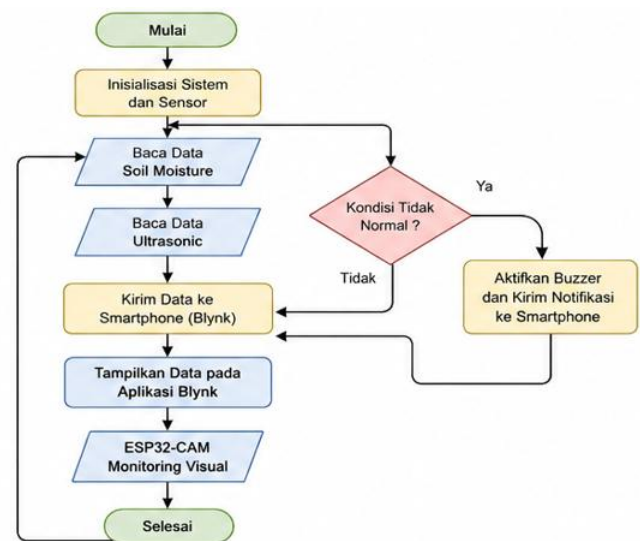 Mulai
Inisialisasi Sistem
dan Sensor
Baca Data
Soil Moisture
Baca Data
Ultrasonic
Kirim Data ke
Smartphone (Blynk)
Tampilkan Data pada
Aplikasi Blynk
ESP32-CAM
Monitoring Visual
Selesai
Kondisi Tidak
Normal ?
Ya
Tidak
Aktifkan Buzzer
dan Kirim Notifikasi
ke Smartphone